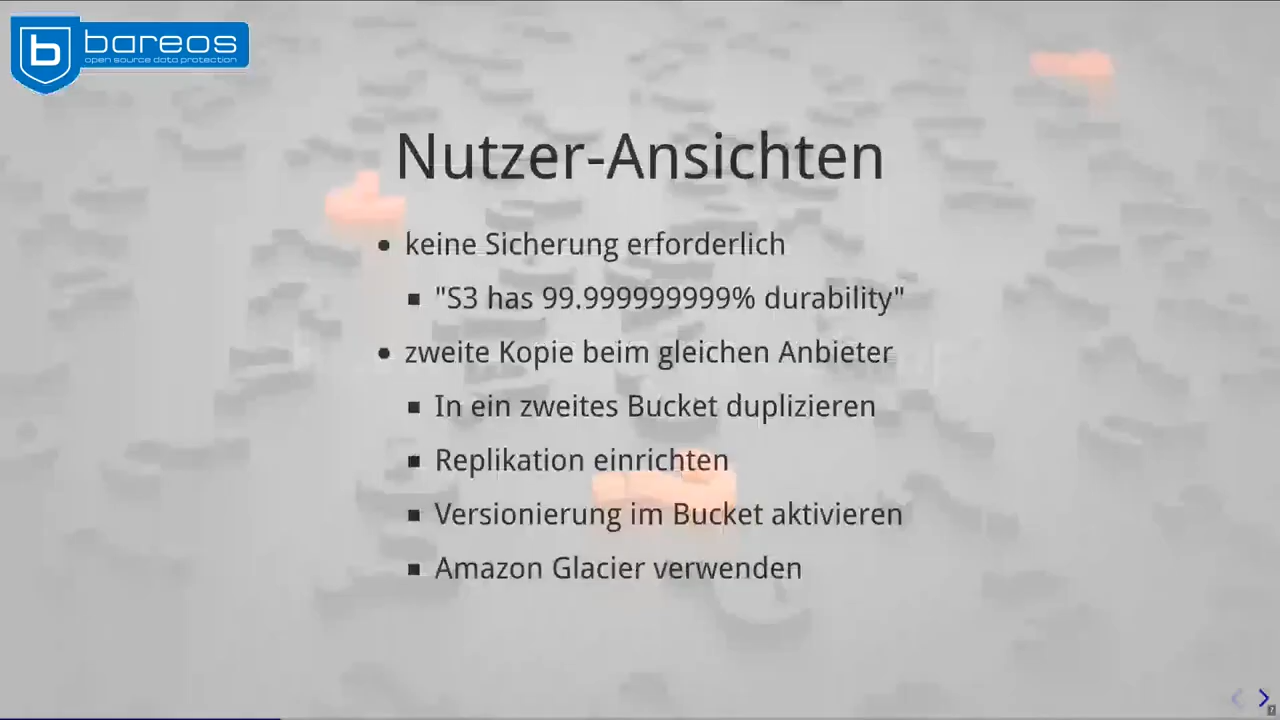 bareos
open source data protection
Nutzer-Ansichten
keine Sicherung erforderlich
"S3 has 99.999999999% durability"
zweite Kopie beim gleichen Anbieter
In ein zweites Bucket duplizieren
Replikation einrichten
Versionierung im Bucket aktivieren
Amazon Glacier verwenden